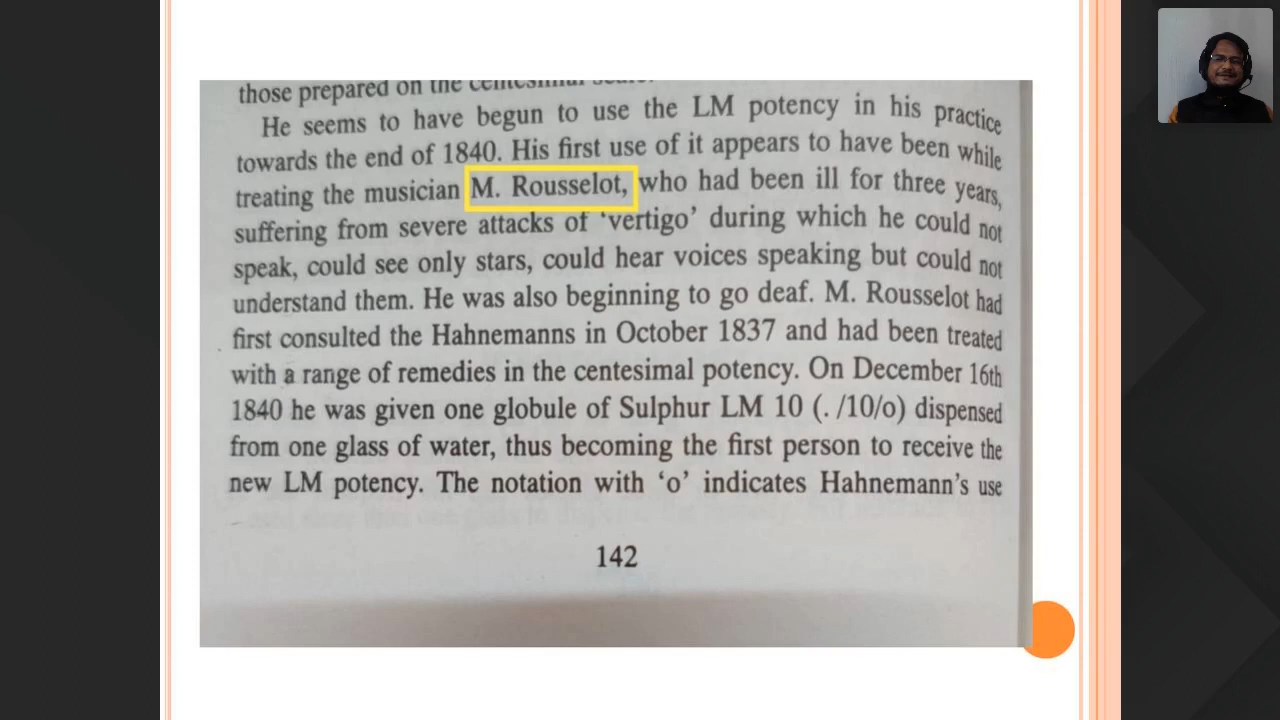 those prepared on the centesimal scale.
He seems to have begun to use the LM potency in his practice
towards the end of 1840. His first use of it appears to have been while
treating the musician M. Rousselot, who had been ill for three years,
suffering from severe attacks of ‘vertigo’ during which he could not
speak, could see only stars, could hear voices speaking but could not
understand them. He was also beginning to go deaf. M. Rousselot had
first consulted the Hahnemanns in October 1837 and had been treated
with a range of remedies in the centesimal potency. On December 16th
1840 he was given one globule of Sulphur LM 10 (. /10/o) dispensed
from one glass of water, thus becoming the first person to receive the
new LM potency. The notation with ‘o’ indicates Hahnemann’s use
142